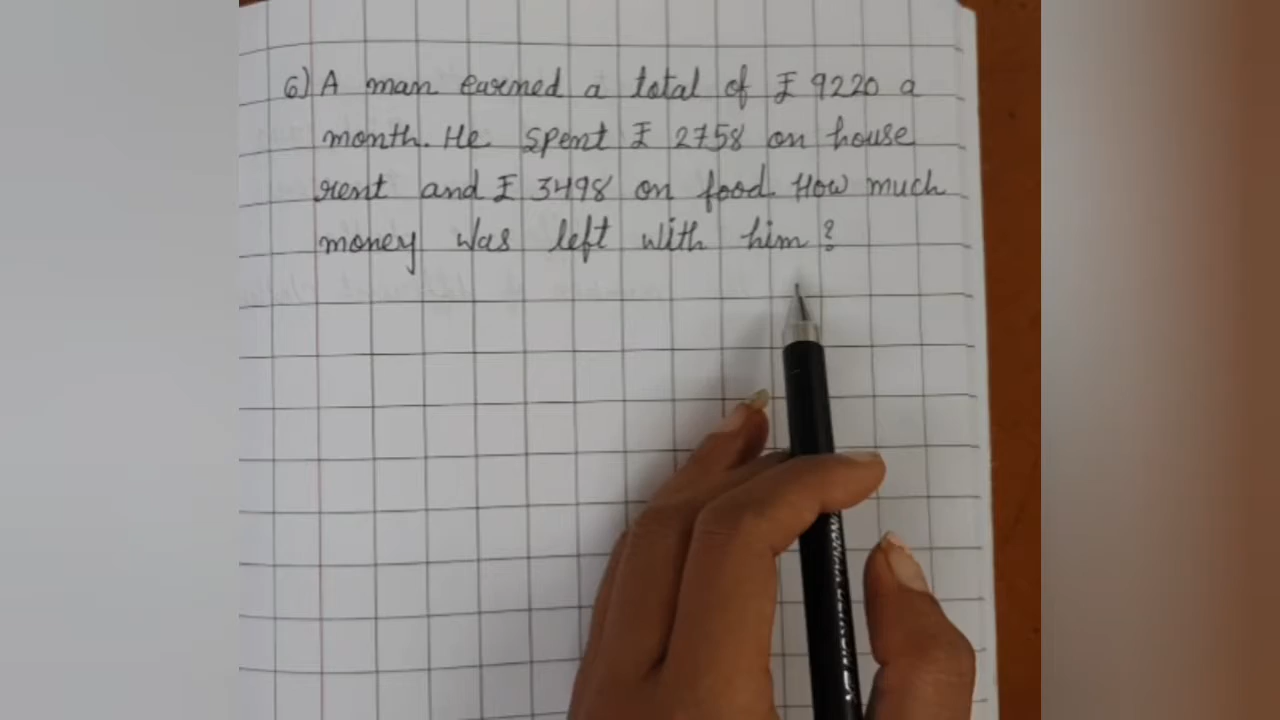 6) A man earned a total of ₹ 9220 a
month. He spent ₹ 2758 on house
rent and ₹ 3498 on food. How much
money was left with him?